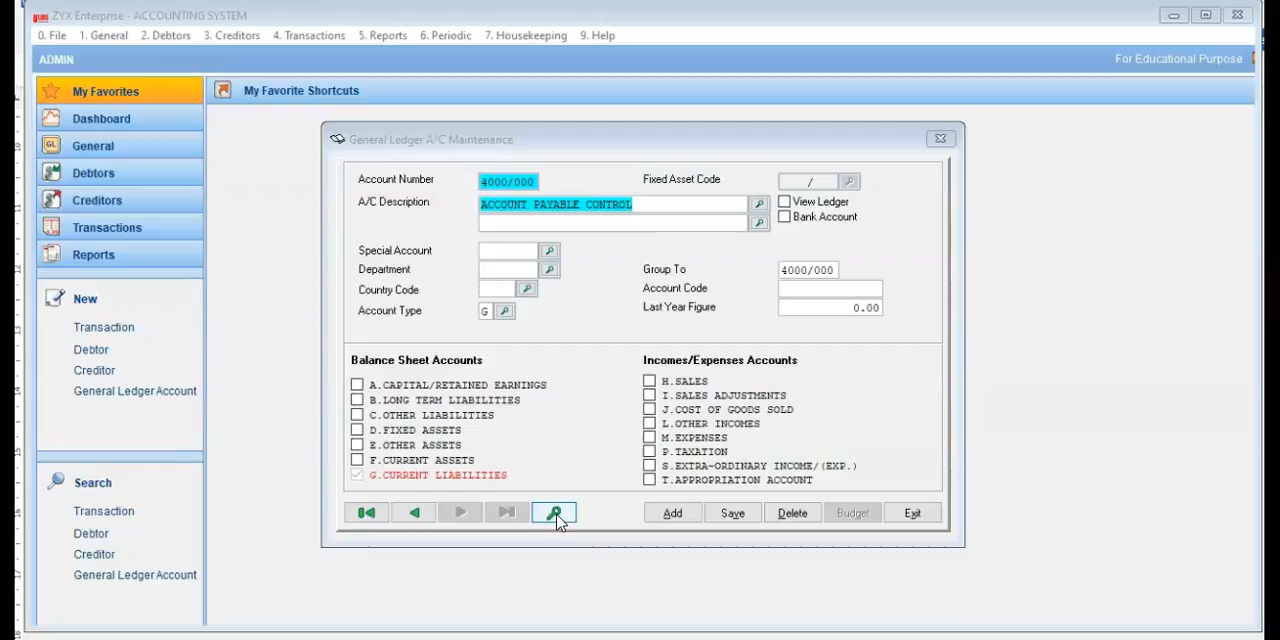 ZYX Enterprise - ACCOUNTING SYSTEM
0. File 1. General 2. Debtors 3. Creditors 4. Transactions 5. Reports 6. Periodic 7. Housekeeping 9. Help
ADMIN For Educational Purpose
My Favorites
My Favorite Shortcuts
Dashboard
GL General
Debtors
Creditors
Transactions
Reports
New
Transaction
Debtor
Creditor
General Ledger Account
Search
Transaction
Debtor
Creditor
General Ledger Account
General Ledger A/C Maintenance
Account Number 4000/000 Fixed Asset Code /
A/C Description ACCOUNT PAYABLE CONTROL View Ledger
Bank Account
Special Account
Department Group To 4000/000
Country Code Account Code
Account Type G Last Year Figure 0.00
Balance Sheet Accounts
A.CAPITAL/RETAINED EARNINGS
B.LONG TERM LIABILITIES
C.OTHER LIABILITIES
D.FIXED ASSETS
E.OTHER ASSETS
F.CURRENT ASSETS
G.CURRENT LIABILITIES
Incomes/Expenses Accounts
H.SALES
I.SALES ADJUSTMENTS
J.COST OF GOODS SOLD
L.OTHER INCOMES
M.EXPENSES
P.TAXATION
S.EXTRA-ORDINARY INCOME/(EXP.)
T.APPROPRIATION ACCOUNT
Add Save Delete Budget Exit